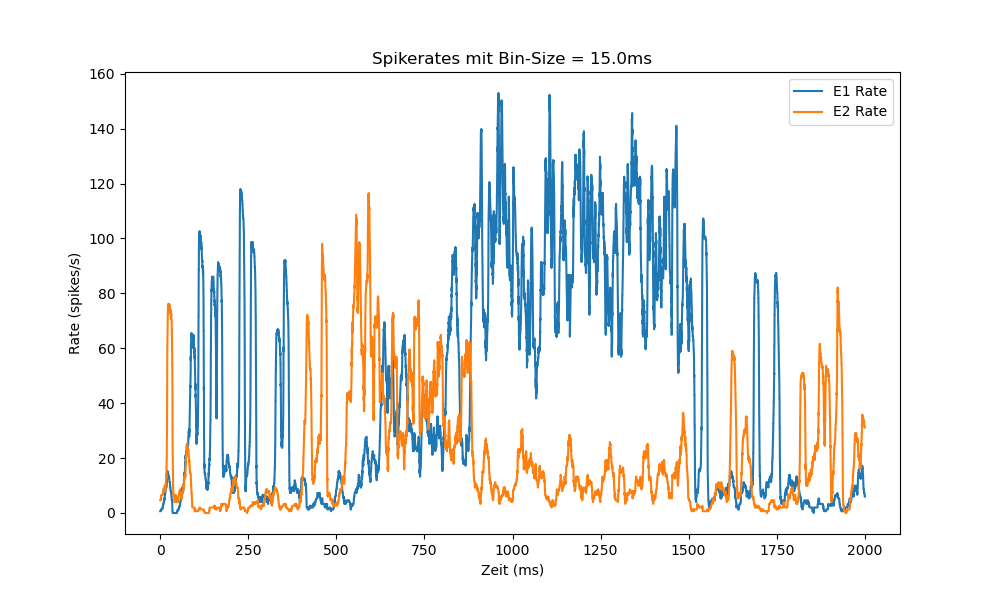 Spikerates mit Bin-Size = 15.0ms
E1 Rate
E2 Rate
160
140
120
100
80
60
40
20
0
Rate (spikes/s)
0 250 500 750 1000 1250 1500 1750 2000
Zeit (ms)